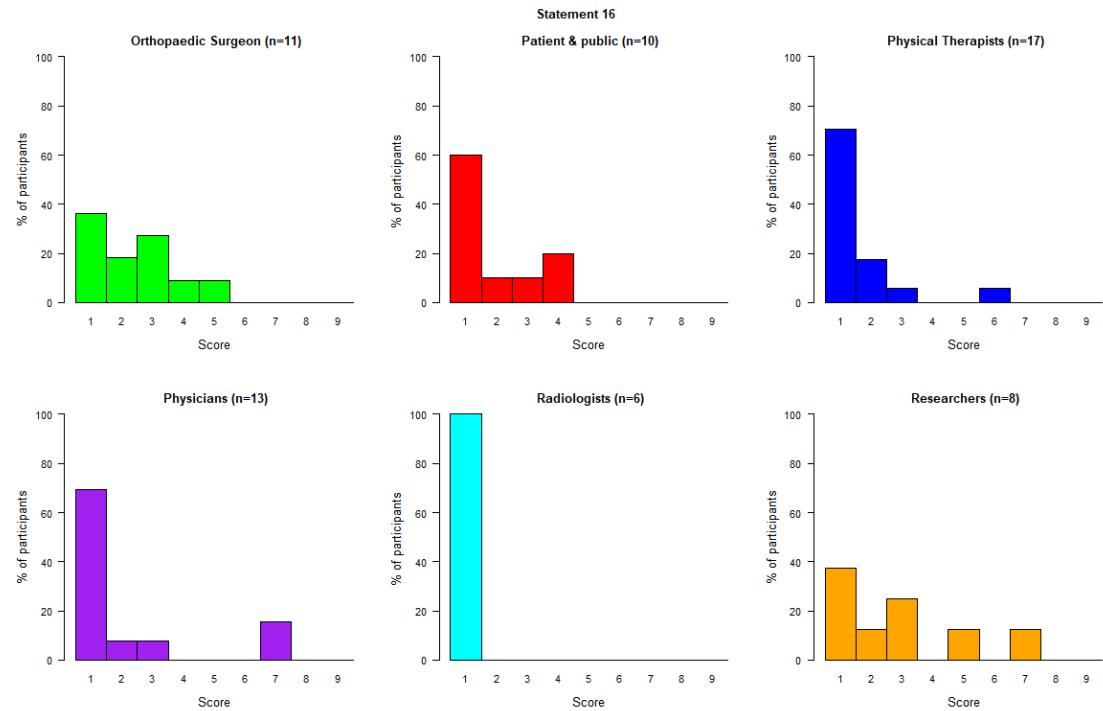 Statement 16
Orthopaedic Surgeon (n=11)
% of participants
100
80
60
40
20
0
1 2 3 4 5 6 7 8 9
Score
Patient & public (n=10)
% of participants
100
80
60
40
20
0
1 2 3 4 5 6 7 8 9
Score
Physical Therapists (n=17)
% of participants
100
80
60
40
20
0
1 2 3 4 5 6 7 8 9
Score
Physicians (n=13)
% of participants
100
80
60
40
20
0
1 2 3 4 5 6 7 8 9
Score
Radiologists (n=6)
% of participants
100
80
60
40
20
0
1 2 3 4 5 6 7 8 9
Score
Researchers (n=8)
% of participants
100
80
60
40
20
0
1 2 3 4 5 6 7 8 9
Score